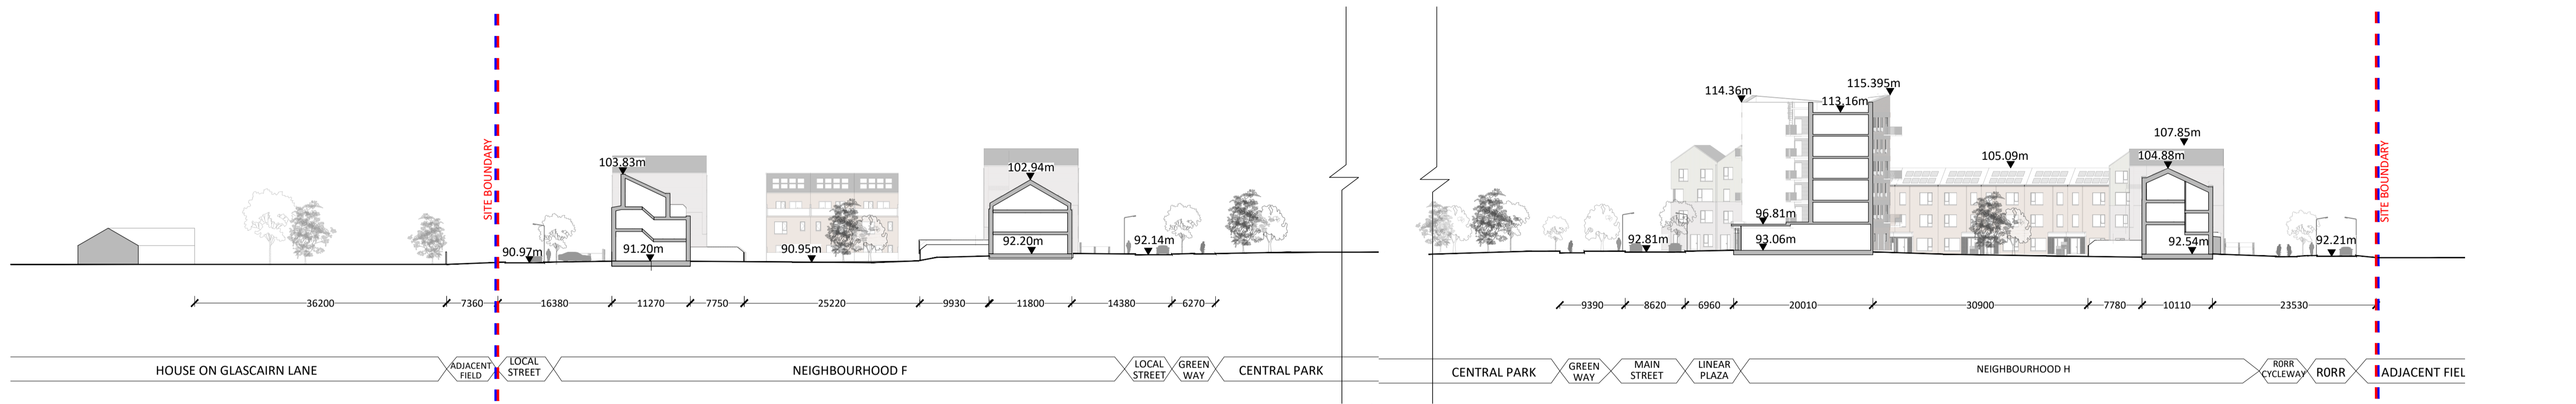 115.395m
114.36m
113.16m
107.85m
SITE BOUNDARY
103.83m
102.94m
105.09m
104.88m
SITE BOUNDARY
96.81m
90.97m
91.20m
90.95m
92.20m
92.14m
92.81m
93.06m
92.54m
92.21m
36200
7360
16380
11270
7750
25220
9930
11800
14380
6270
9390
8620
6960
20010
30900
7780
10110
23530
HOUSE ON GLASCAIRN LANE
ADJACENT
FIELD
LOCAL
STREET
NEIGHBOURHOOD F
LOCAL
STREET
GREEN
WAY
CENTRAL PARK
CENTRAL PARK
GREEN
WAY
MAIN
STREET
LINEAR
PLAZA
NEIGHBOURHOOD H
R0RR
CYCLEWAY
R0RR
ADJACENT FIEL